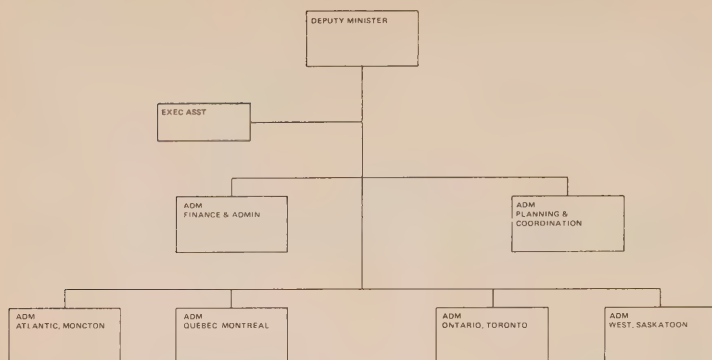 DEPUTY MINISTER
EXEC ASST
ADM
FINANCE & ADMIN
ADM
PLANNING &
COORDINATION
ADM
ATLANTIC, MONCTON
ADM
QUEBEC MONTREAL
ADM
ONTARIO, TORONTO
ADM
WEST, SASKATOON